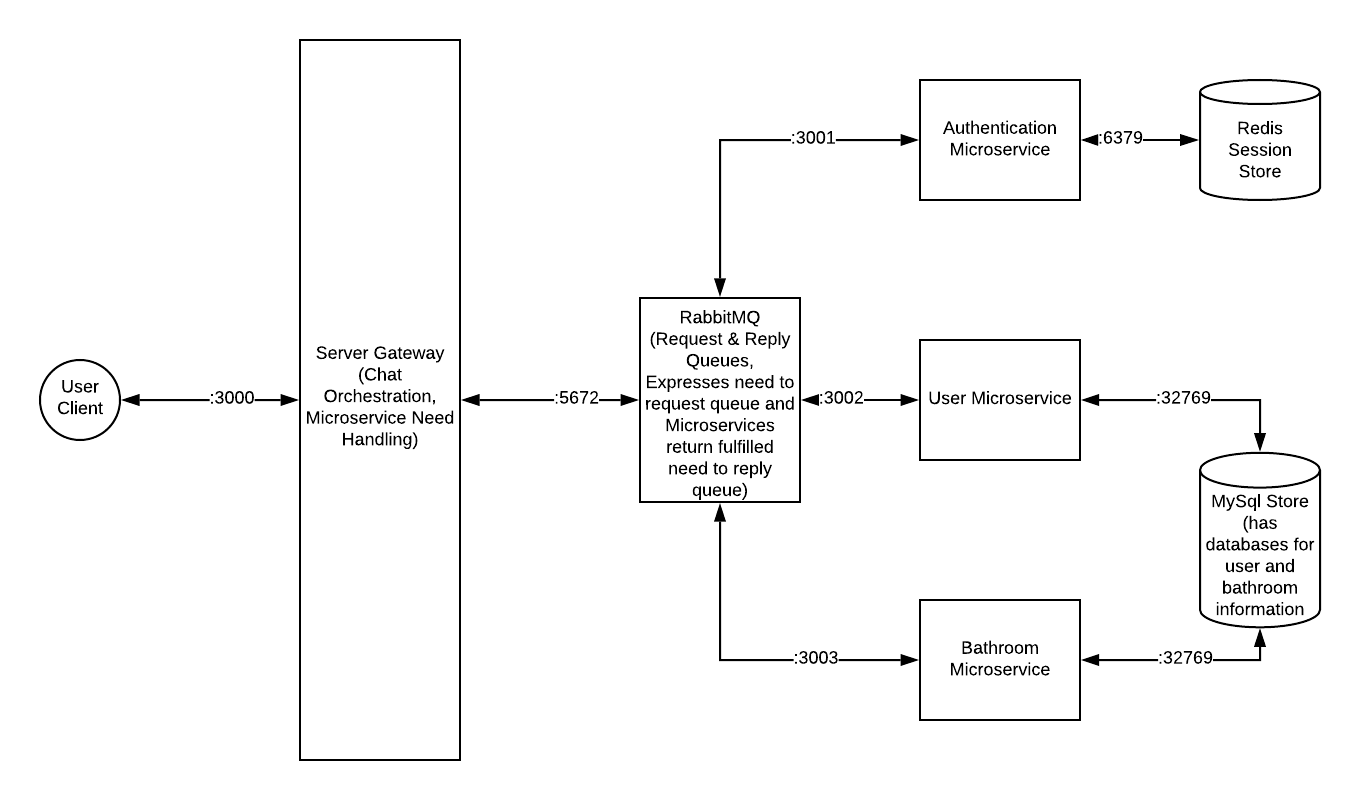 User
Client
:3000
Server Gateway
(Chat
Orchestration,
Microservice Need
Handling)
:5672
RabbitMQ
(Request & Reply
Queues,
Expresses need to
request queue and
Microservices
return fulfilled
need to reply
queue)
:3001
Authentication
Microservice
:6379
Redis
Session
Store
:3002
User Microservice
:32769
MySql Store
(has
databases for
user and
bathroom
information
:3003
Bathroom
Microservice
:32769